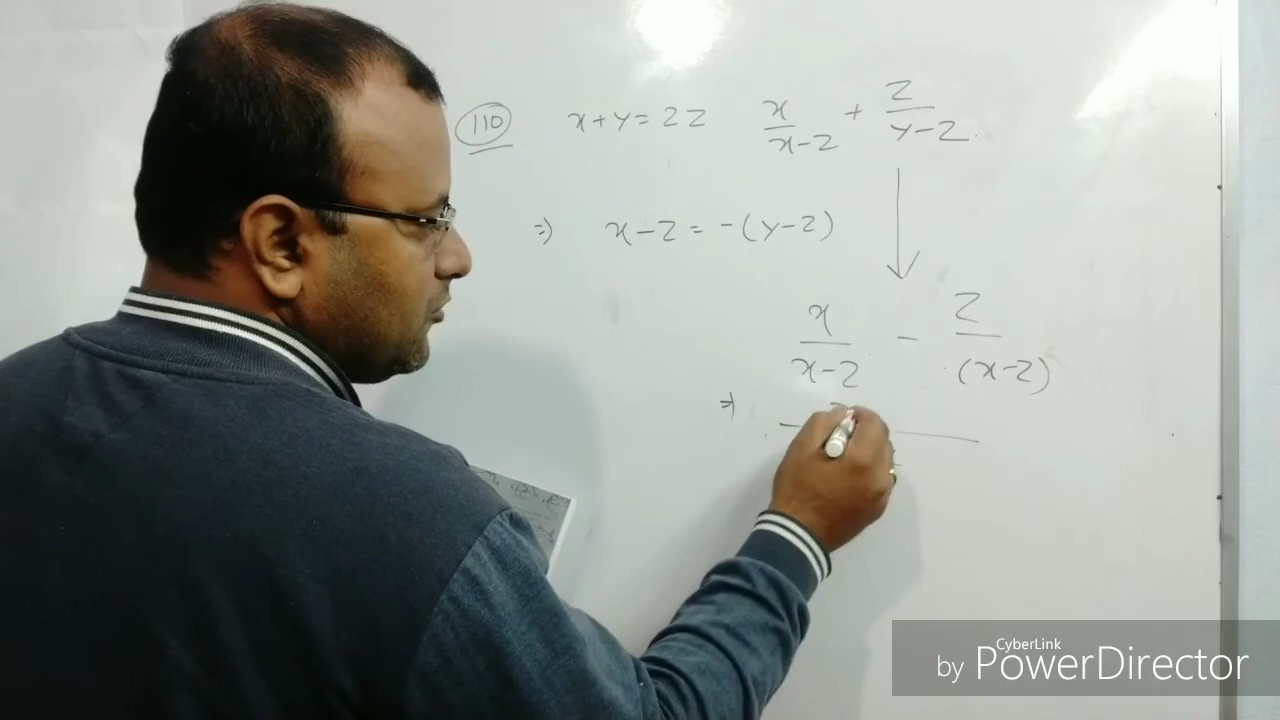 110 x+y=2z x/x-z + z/y-z
=) x-z=-(y-z)
x/x-z - z/(x-z)
=)
CyberLink
by PowerDirector